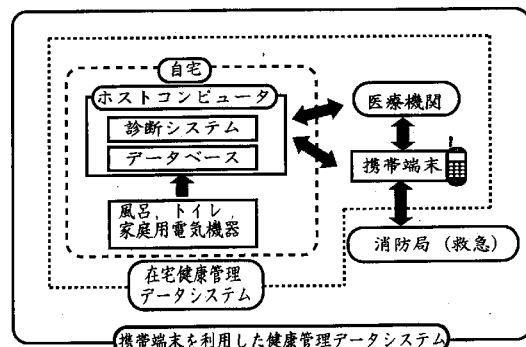 自宅
ホストコンピュータ
診断システム
データベース
風呂、トイレ、
家庭用電気機器
医療機関
携帯端末
消防局（救急）
在宅健康管理
データシステム
携帯端末を利用した健康管理データシステム